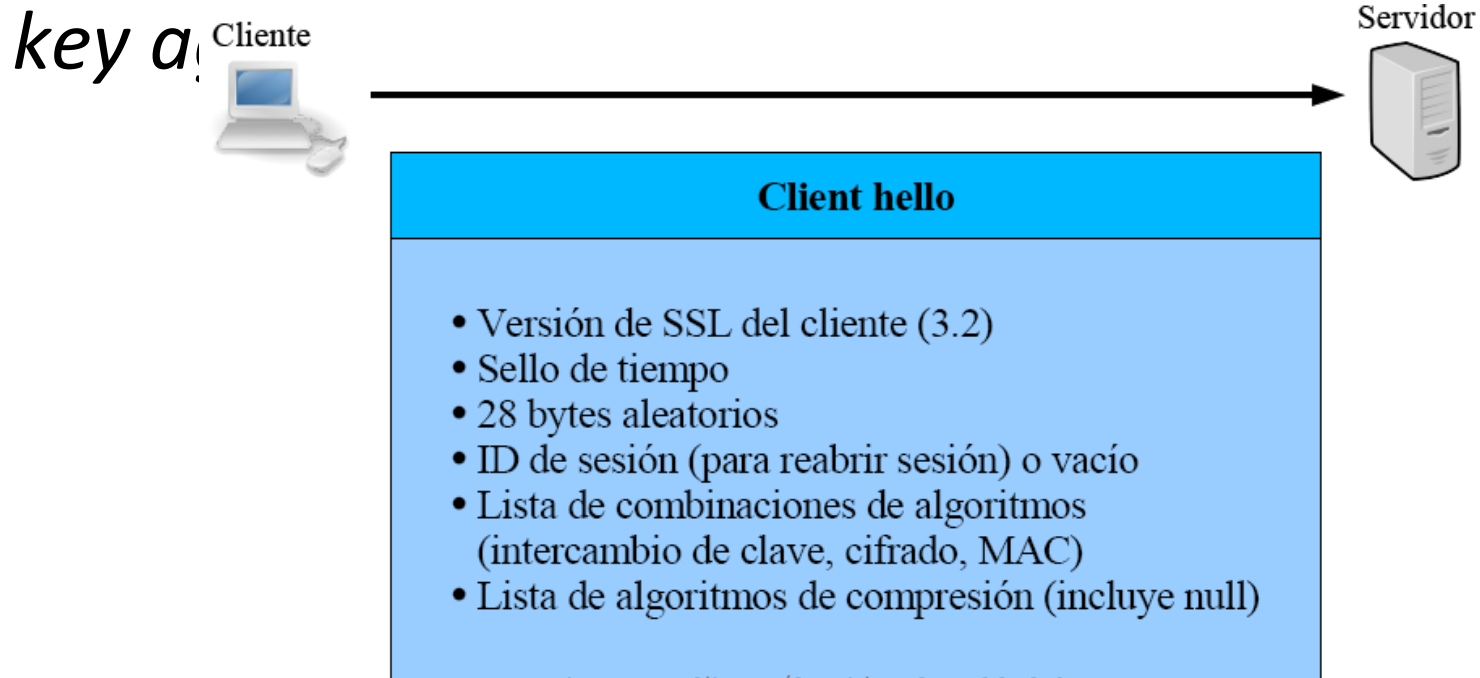 key a
Cliente
Servidor
Client hello
• Versión de SSL del cliente (3.2)
• Sello de tiempo
• 28 bytes aleatorios
• ID de sesión (para reabrir sesión) o vacío
• Lista de combinaciones de algoritmos
(intercambio de clave, cifrado, MAC)
• Lista de algoritmos de compresión (incluye null)